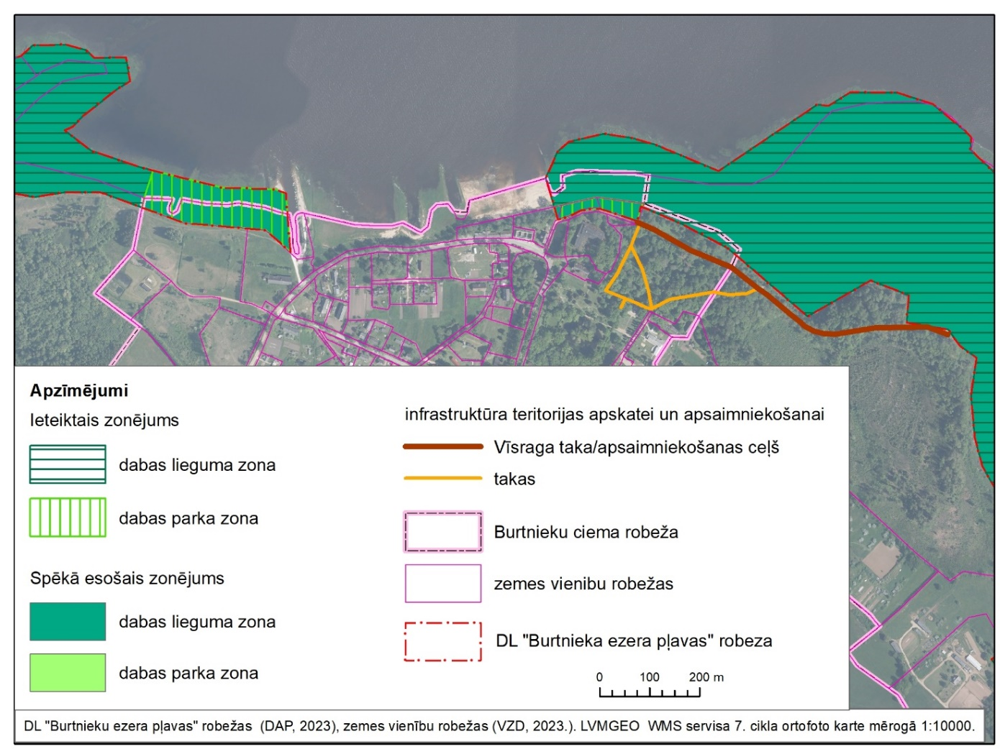 Apzīmējumi
Ieteiktais zonējums
dabas lieguma zona
dabas parka zona
Spēkā esošais zonējums
dabas lieguma zona
dabas parka zona
infrastruktūra teritorijas apskatei un apsaimniekošanai
Vīsraga taka/apsaimniekošanas ceļš
takas
Burtnieku ciema robeža
zemes vienibu robežas
DL "Burtnieka ezera pļavas" robeza
0 100 200 m
DL "Burtnieku ezera pļavas" robežas (DAP, 2023), zemes vienību robežas (VZD, 2023.). LVMGEO WMS servisa 7. cikla ortofoto karte mērogā 1:10000.